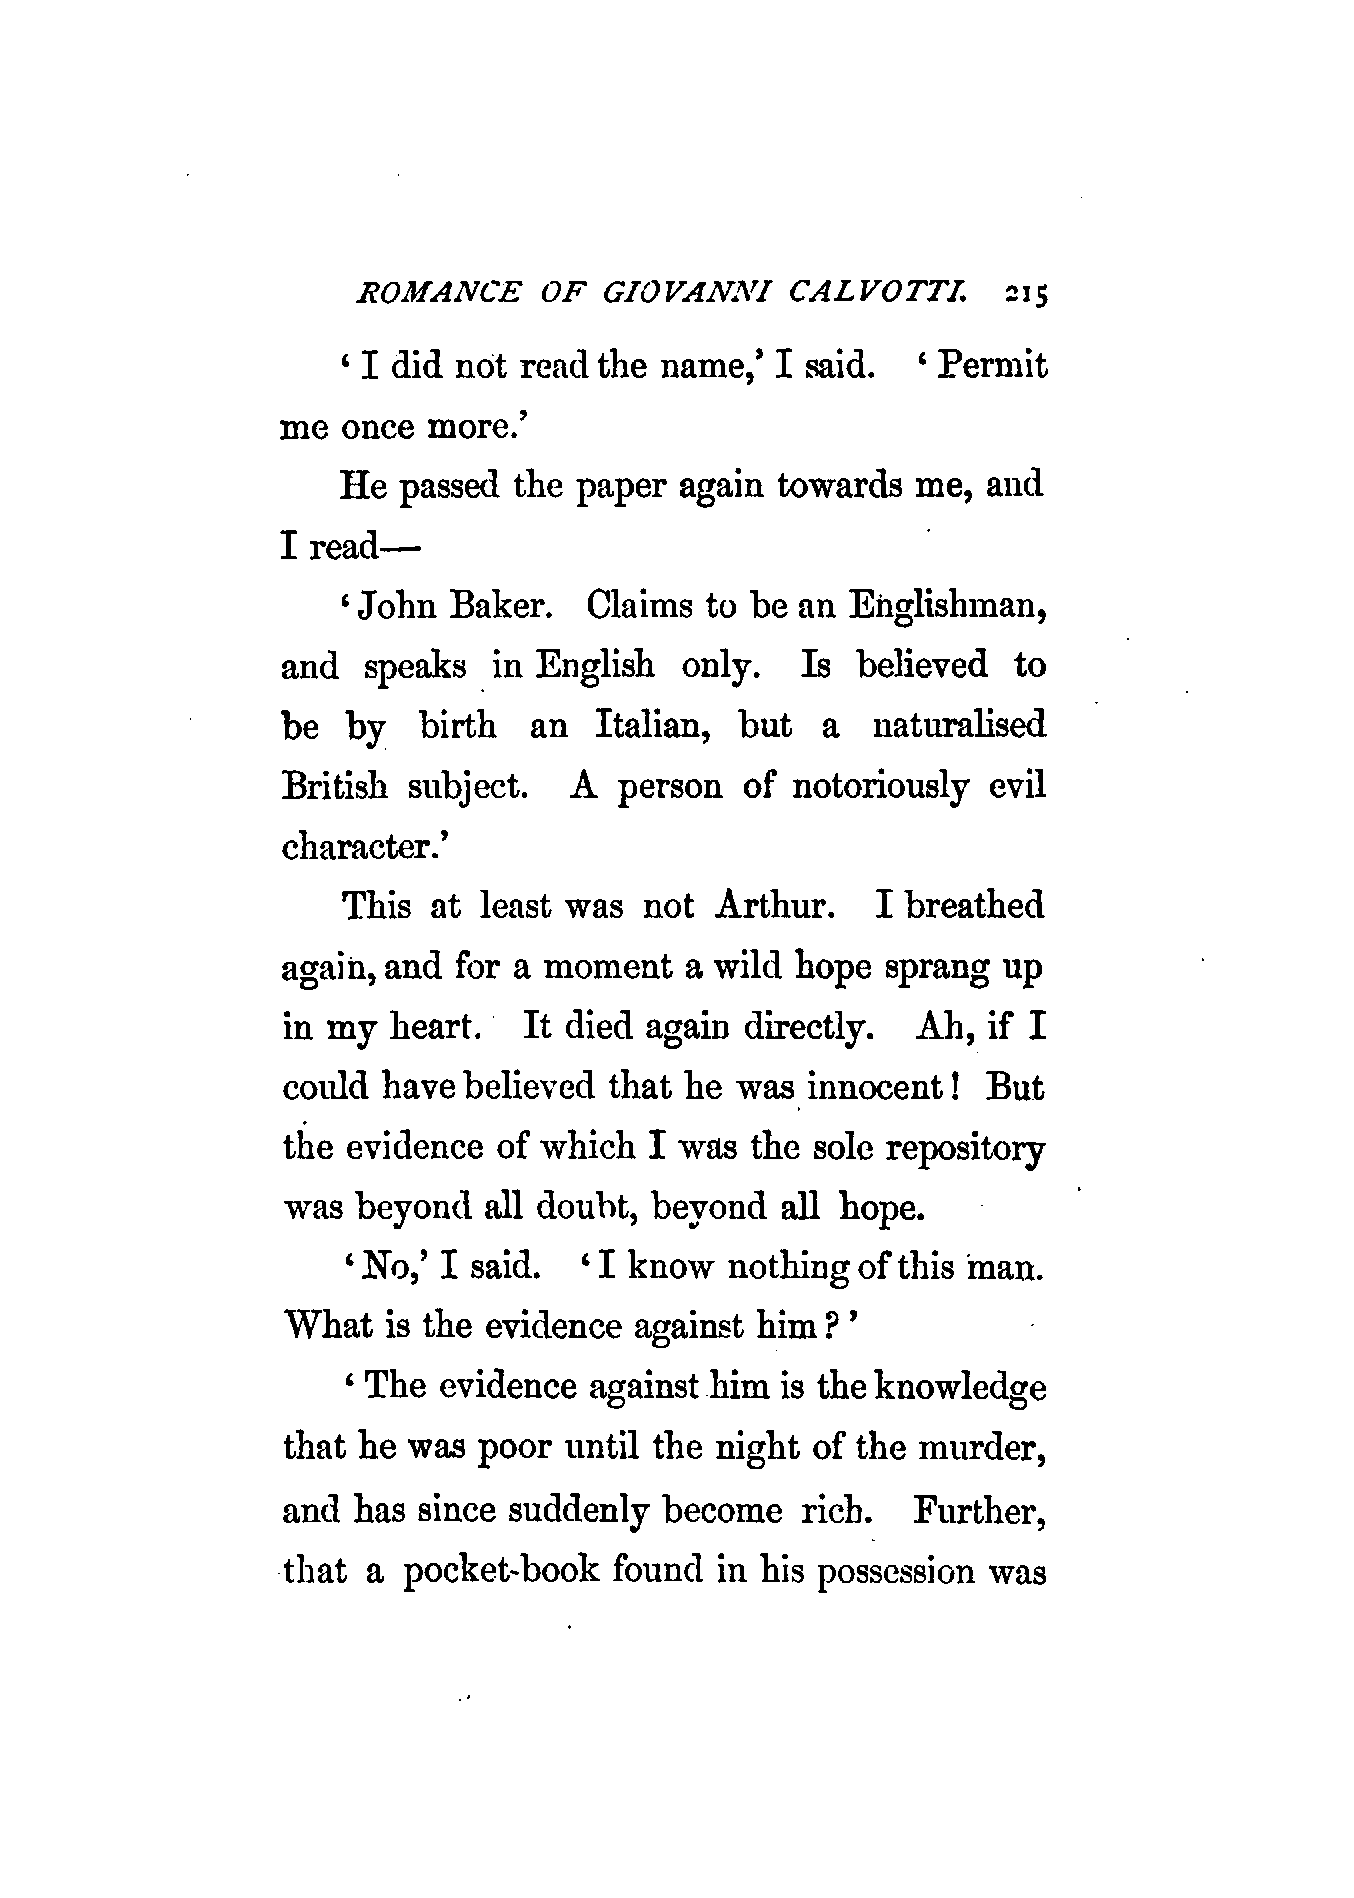 ROMANCE OF GIOVANNI CALVOTTI. 215
‘I did not read the name,’ I said. ‘Permit
me once more.’
He passed the paper again towards me, and
I read—
‘John Baker. Claims to be an Englishman,
and speaks in English only. Is believed to
be by birth an Italian, but a naturalised
British subject. A person of notoriously evil
character.’
This at least was not Arthur. I breathed
again, and for a moment a wild hope sprang up
in my heart. It died again directly. Ah, if I
could have believed that he was innocent! But
the evidence of which I was the sole repository
was beyond all doubt, beyond all hope.
‘No,’ I said. ‘I know nothing of this man.
What is the evidence against him?’
‘The evidence against him is the knowledge
that he was poor until the night of the murder,
and has since suddenly become rich. Further,
that a pocket-book found in his possession was